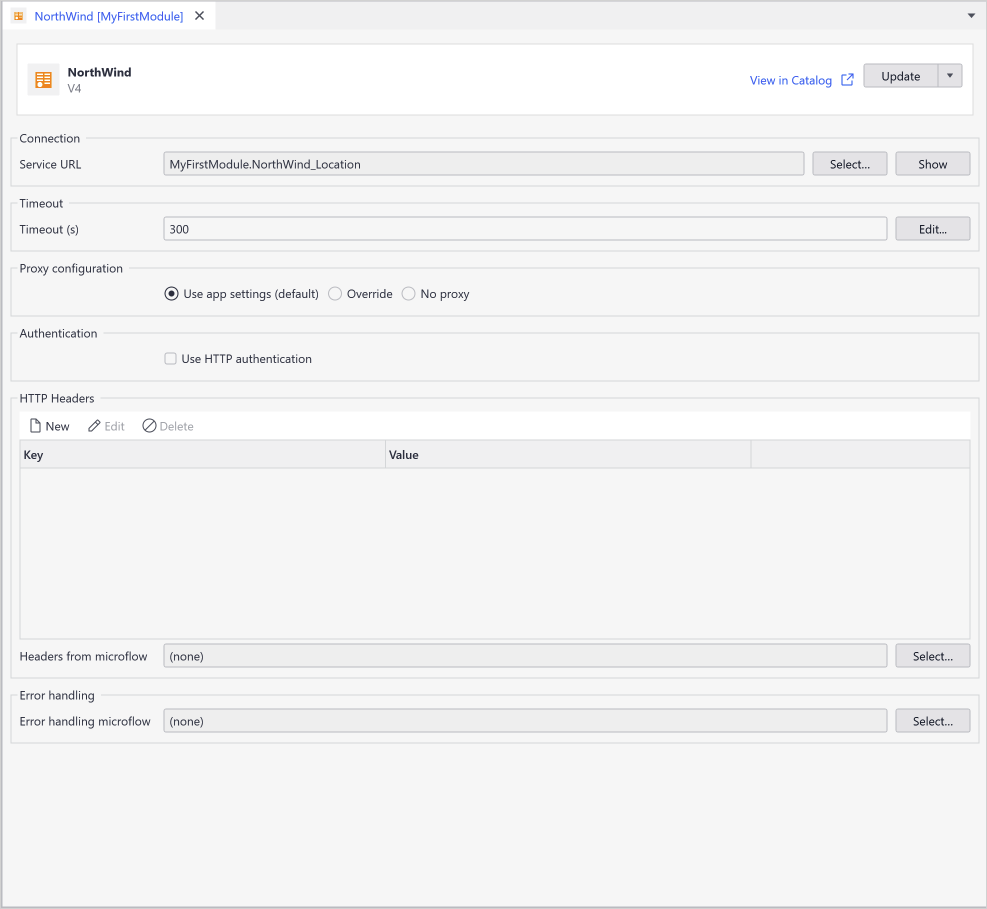 NorthWind [MyFirstModule]
NorthWind
V4
View in Catalog
Update
Connection
Service URL MyFirstModule.NorthWind_Location Select... Show
Timeout
Timeout (s) 300 Edit...
Proxy configuration
Use app settings (default) Override No proxy
Authentication
Use HTTP authentication
HTTP Headers
New Edit Delete
Key Value
Headers from microflow (none) Select...
Error handling
Error handling microflow (none) Select...